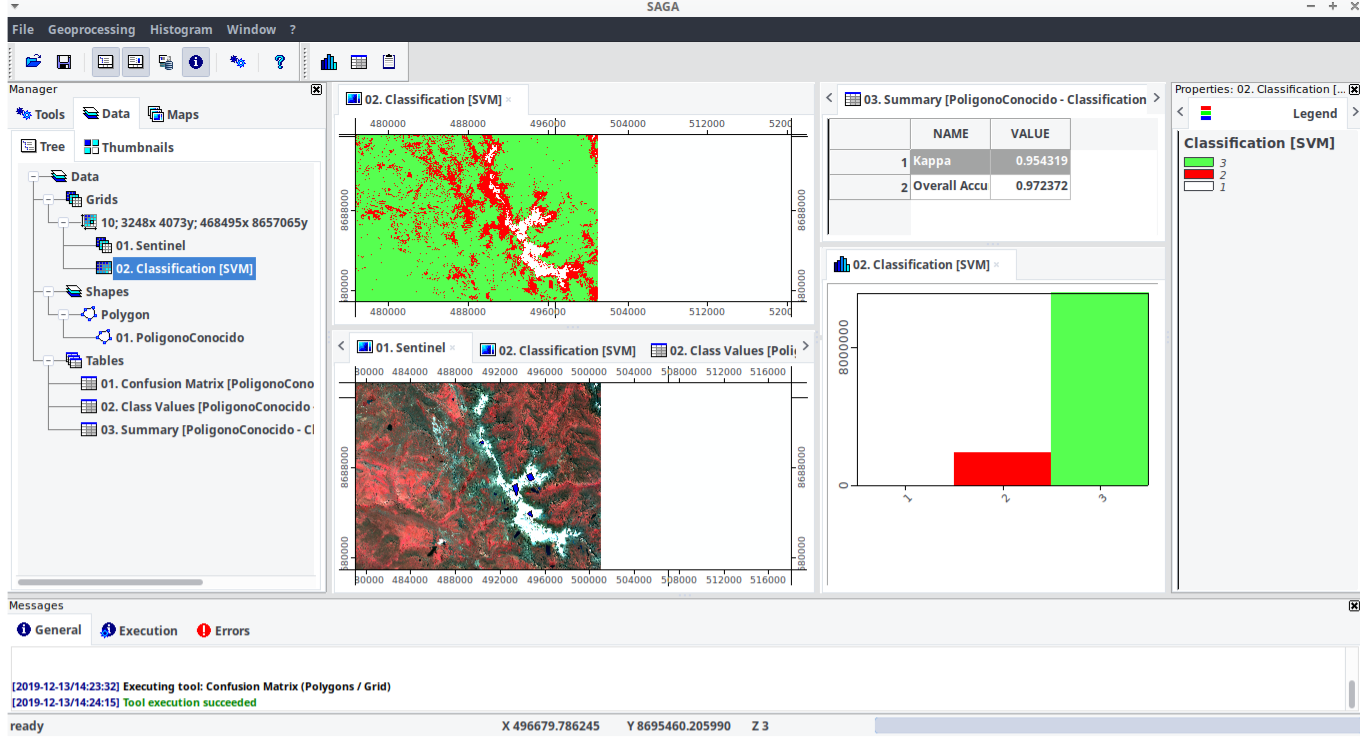 SAGA
File Geoprocessing Histogram Window ?
Manager
Tools Data Maps
Tree Thumbnails
Data
Grids
10; 3248x 4073y; 468495x 8657065y
01. Sentinel
02. Classification [SVM]
Shapes
Polygon
01. PoligonoConocido
Tables
01. Confusion Matrix [PoligonoCono
02. Class Values [PoligonoConocido -
03. Summary [PoligonoConocido - Cl
02. Classification [SVM]
480000 488000 496000 504000 512000 5200
8688000 8688000
480000 480000
480000 488000 496000 504000 512000 5200
01. Sentinel 02. Classification [SVM] 02. Class Values [Polig
80000 484000 488000 492000 496000 500000 504000 508000 512000 516000
8688000 8688000
580000 580000
80000 484000 488000 492000 496000 500000 504000 508000 512000 516000
03. Summary [PoligonoConocido - Classification
NAME VALUE
1 Kappa 0.954319
2 Overall Accu 0.972372
02. Classification [SVM]
8000000
0
1 2 3
Properties: 02. Classification [...
Legend
Classification [SVM]
3
2
1
Messages
General Execution Errors
[2019-12-13/14:23:32] Executing tool: Confusion Matrix (Polygons / Grid)
[2019-12-13/14:24:15] Tool execution succeeded
ready X 496679.786245 Y 8695460.205990 Z 3